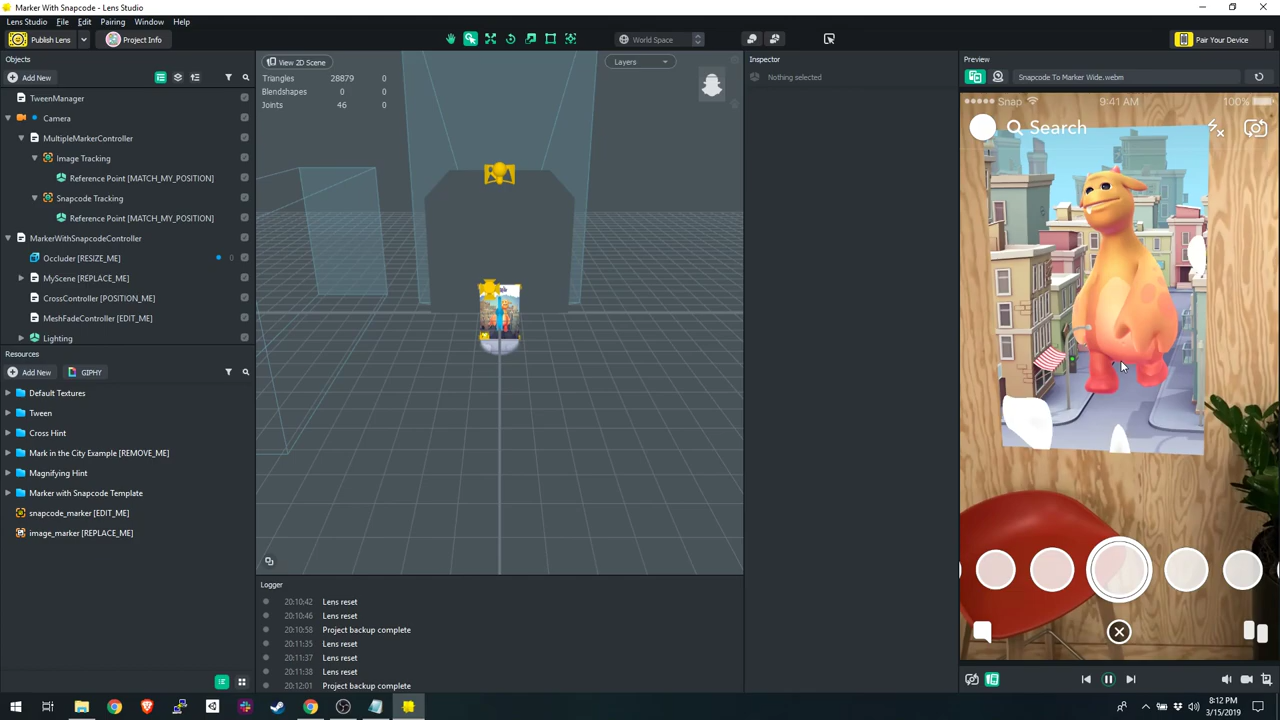 Marker With Snapcode - Lens Studio
Lens Studio File Edit Pairing Window Help
Publish Lens Project Info World Space Pair Your Device
Objects
Add New
TweenManager
Camera
MultipleMarkerController
Image Tracking
Reference Point [MATCH_MY_POSITION]
Snapcode Tracking
Reference Point [MATCH_MY_POSITION]
MarkerWithSnapcodeController
Occluder [RESIZE_ME] 0
MyScene [REPLACE_ME]
CrossController [POSITION_ME]
MeshFadeController [EDIT_ME]
Lighting
Resources
Add New GIPHY
Default Textures
Tween
Cross Hint
Mark in the City Example [REMOVE_ME]
Magnifying Hint
Marker with Snapcode Template
snapcode_marker [EDIT_ME]
image_marker [REPLACE_ME]
View 2D Scene Layers
Triangles 28879 0
Blendshapes 0 0
Joints 46 0
Logger
20:10:42 Lens reset
20:10:46 Lens reset
20:10:58 Project backup complete
20:11:35 Lens reset
20:11:37 Lens reset
20:11:38 Lens reset
20:12:01 Project backup complete
Inspector
Nothing selected
Preview
Snapcode To Marker Wide.webm
Snap 9:41 AM 100%
Search
8:12 PM
3/15/2019